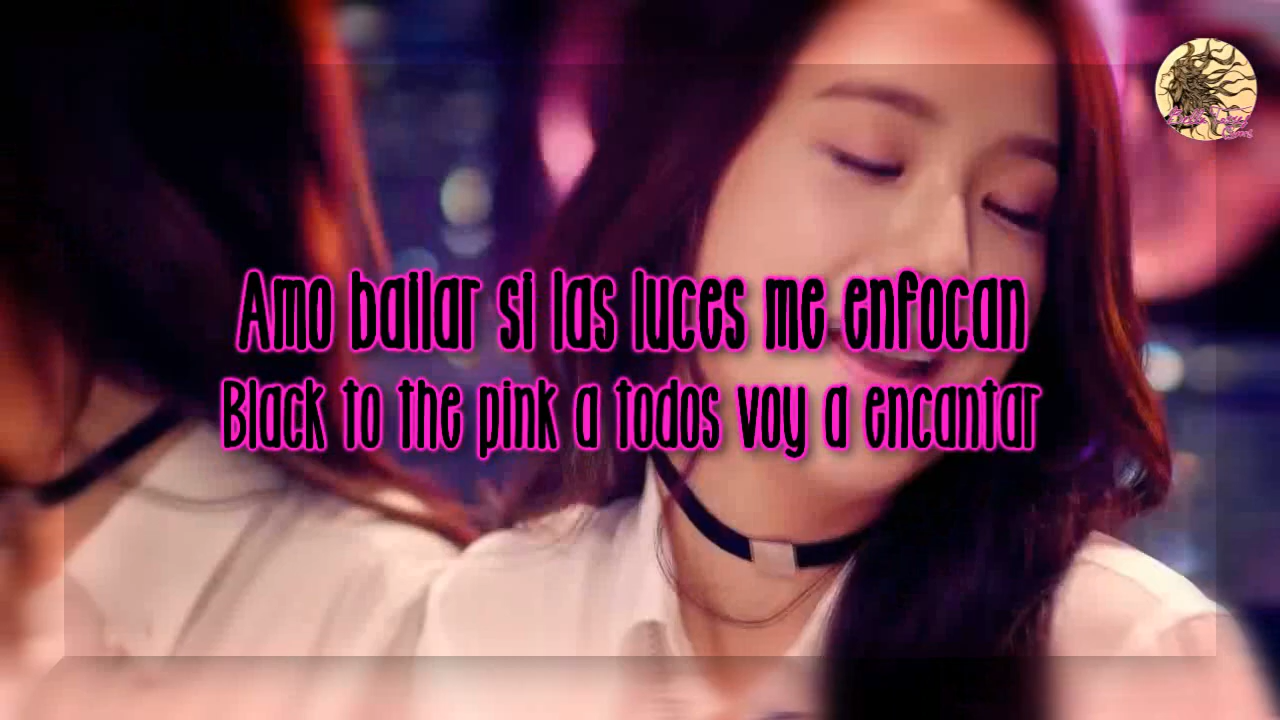 Amo bailar si las luces me enfocan
Black to the pink a todos voy a encantar